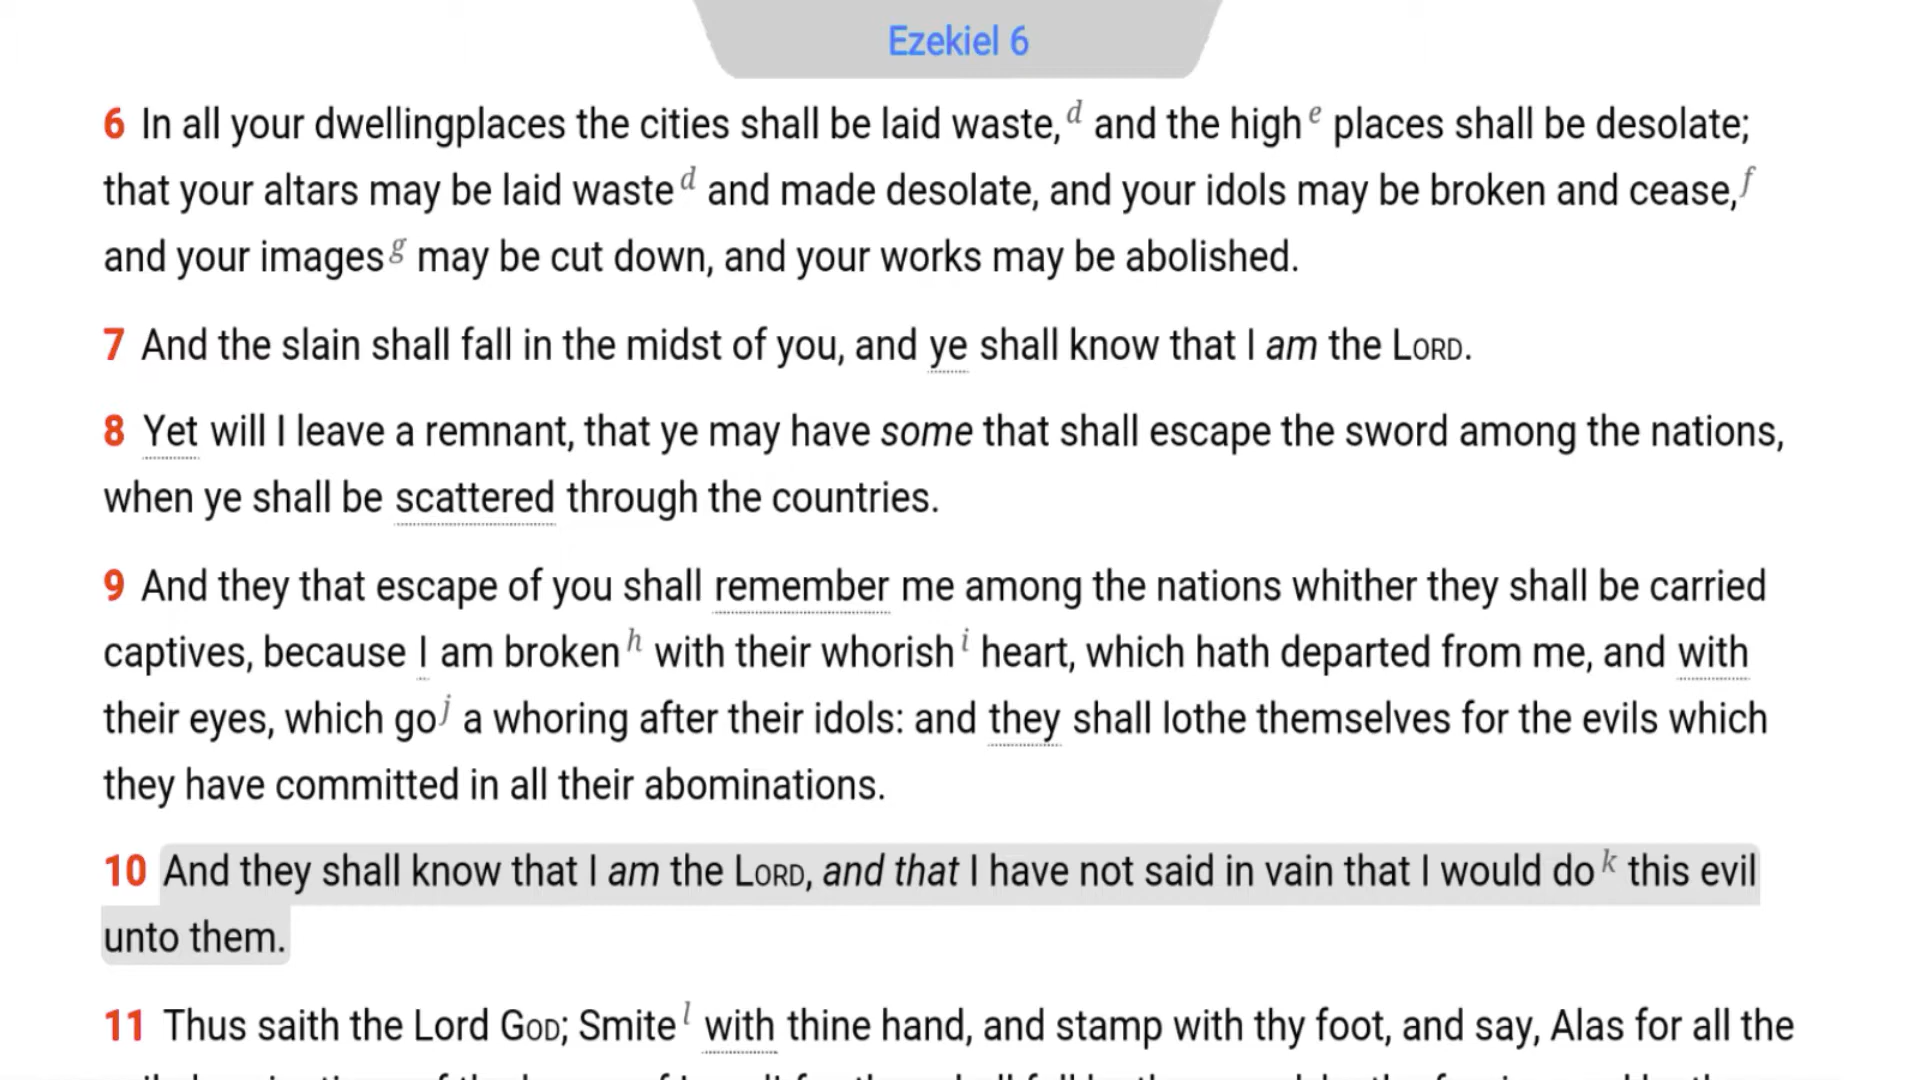 Ezekiel 6
6 In all your dwellingplaces the cities shall be laid waste, d and the high e places shall be desolate;
that your altars may be laid waste d and made desolate, and your idols may be broken and cease, f
and your images g may be cut down, and your works may be abolished.
7 And the slain shall fall in the midst of you, and ye shall know that I am the LORD.
8 Yet will I leave a remnant, that ye may have some that shall escape the sword among the nations,
when ye shall be scattered through the countries.
9 And they that escape of you shall remember me among the nations whither they shall be carried
captives, because I am broken h with their whorish i heart, which hath departed from me, and with
their eyes, which go j a whoring after their idols: and they shall lothe themselves for the evils which
they have committed in all their abominations.
10 And they shall know that I am the LORD, and that I have not said in vain that I would do k this evil
unto them.
11 Thus saith the Lord GOD; Smite l with thine hand, and stamp with thy foot, and say, Alas for all the